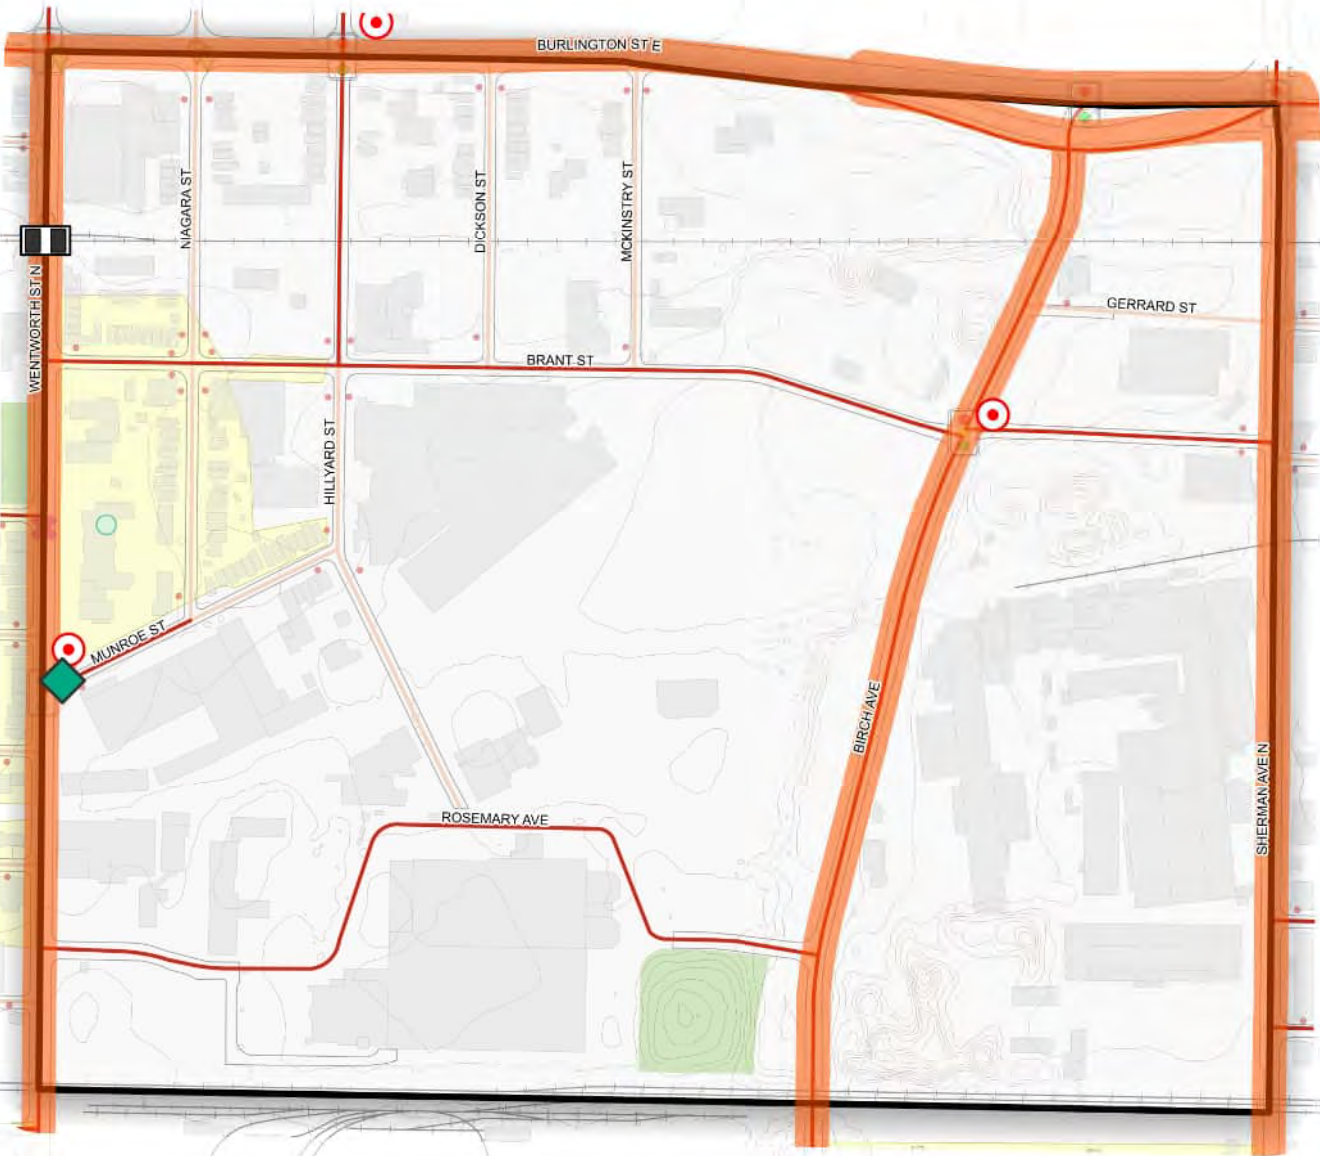 BURLINGTON ST E
NIAGARA ST
DICKSON ST
MCKINSTRY ST
WENTWORTH ST N
GERRARD ST
BRANT ST
HILLYARD ST
MUNROE ST
BIRCH AVE
SHERMAN AVE N
ROSEMARY AVE